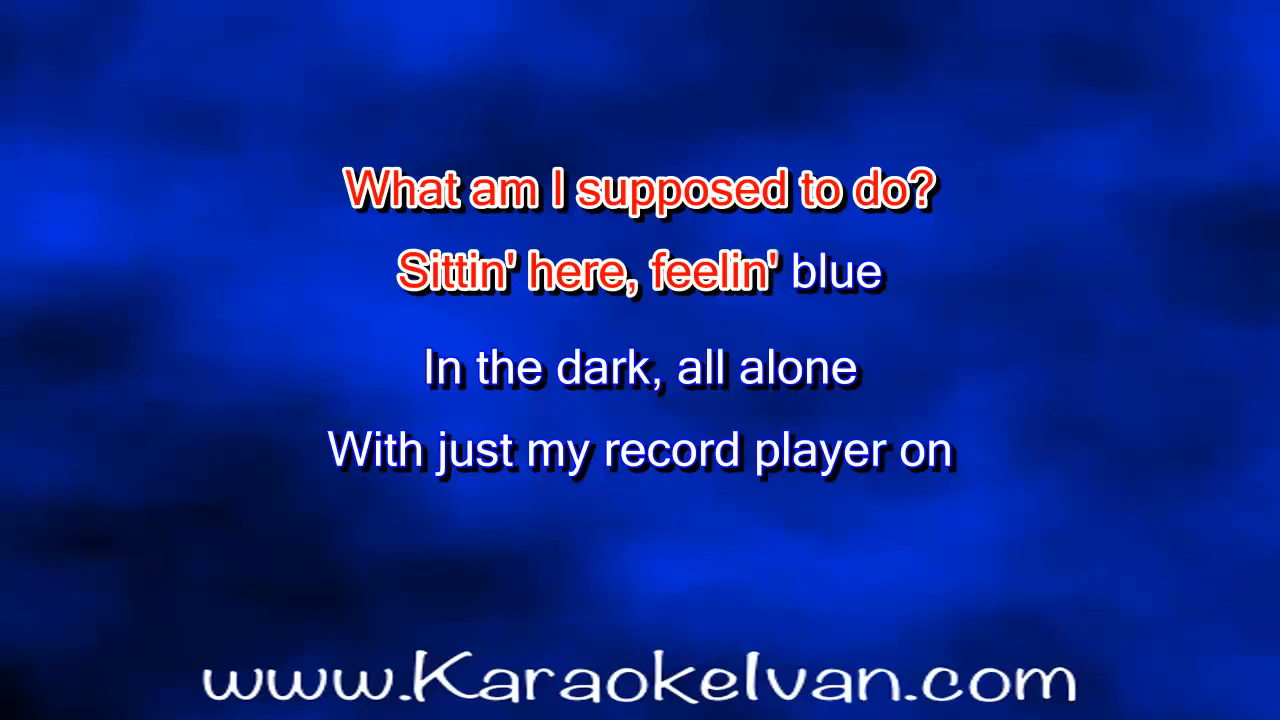 What am I supposed to do?
Sittin' here, feelin' blue
In the dark, all alone
With just my record player on
www.KaraokeIvan.com